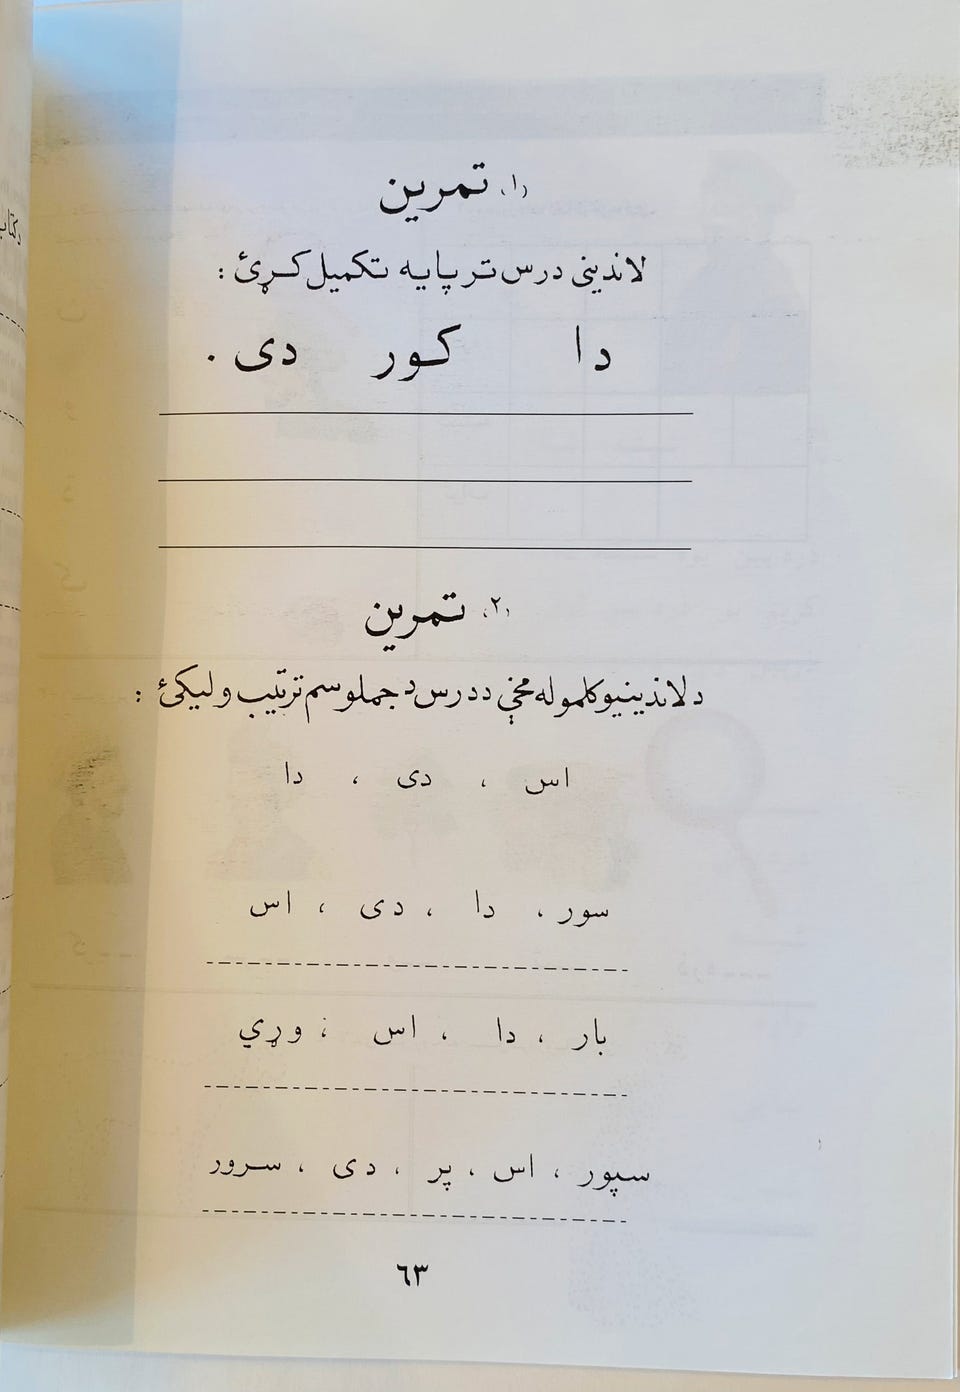 (۱) تمرین
لاندینی درس تر پایه تکمیل کړئ :
دا کور دی .
(۲) تمرین
د لاندینیو کلمو له مخې د درس د جملو سم ترتیب ولیکئ :
اس ، دی ، دا
سور ، دا ، دی ، اس
بار ، دا ، اس ، وړي
سپور ، اس ، پر ، دی ، سرور
٦٣